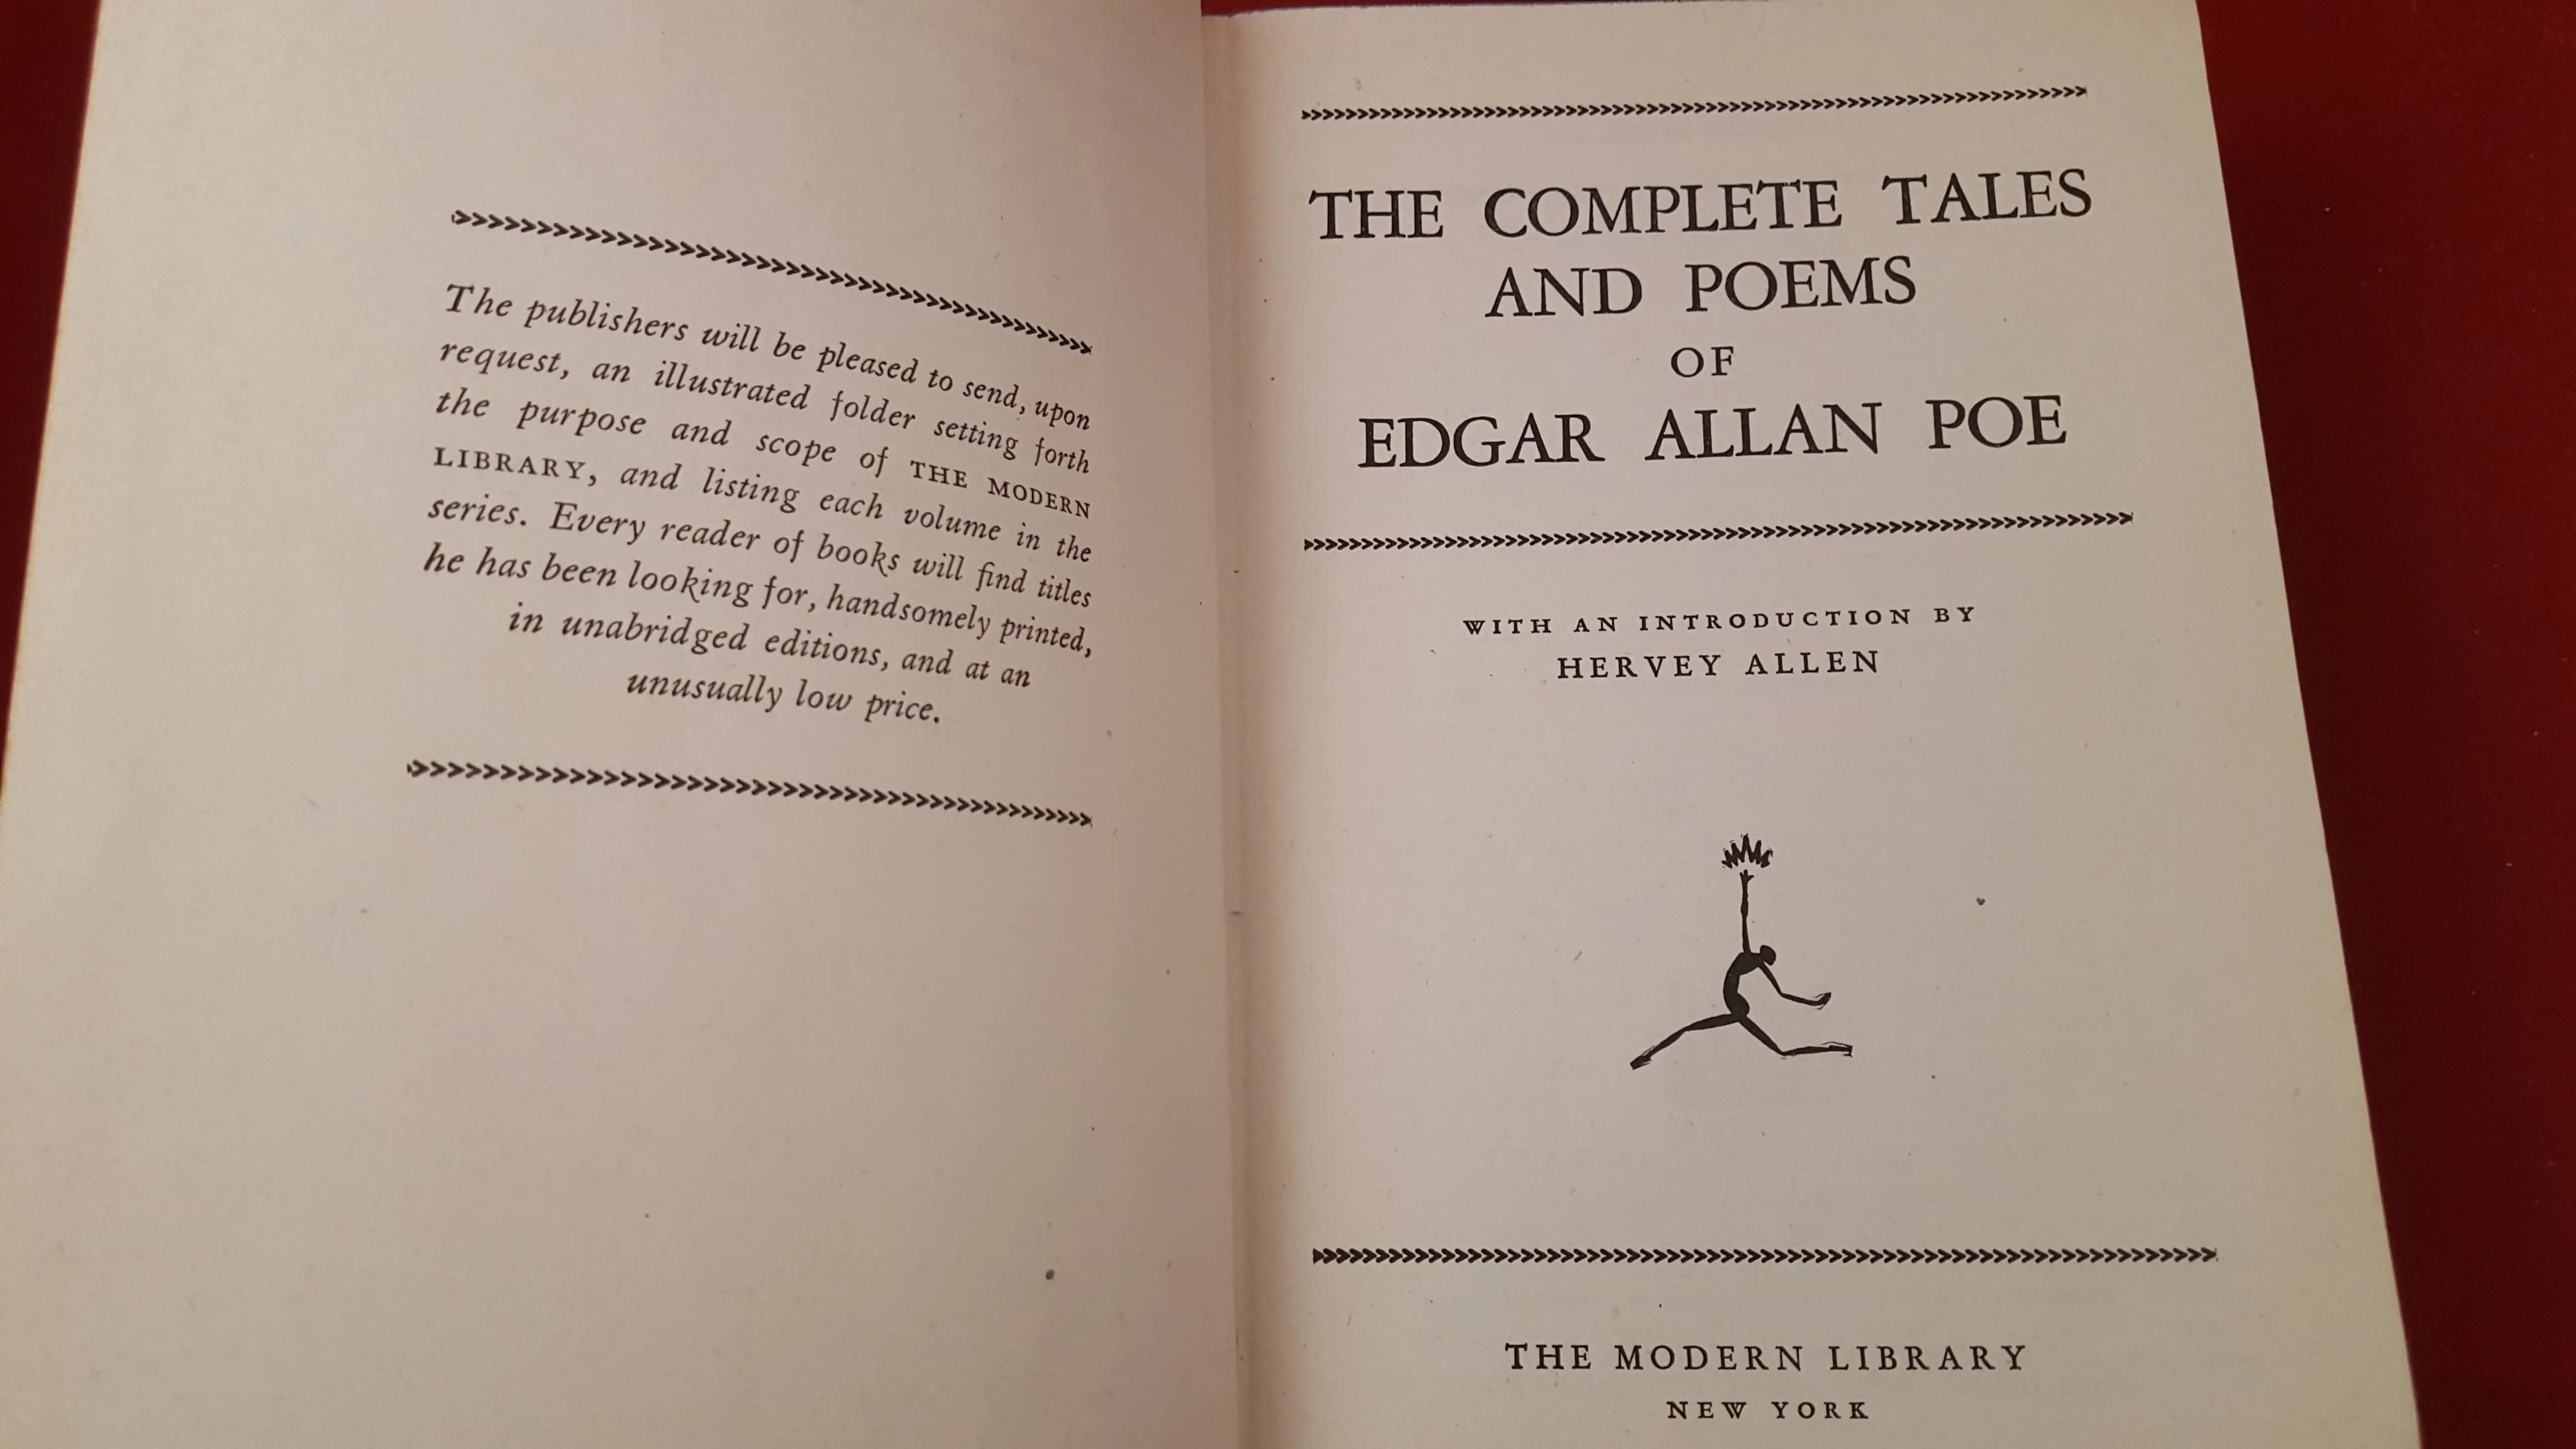 The publishers will be pleased to send, upon
request, an illustrated folder setting forth
the purpose and scope of THE MODERN
LIBRARY, and listing each volume in the
series. Every reader of books will find titles
he has been looking for, handsomely printed,
in unabridged editions, and at an
unusually low price.
THE COMPLETE TALES
AND POEMS
OF
EDGAR ALLAN POE
WITH AN INTRODUCTION BY
HERVEY ALLEN
THE MODERN LIBRARY
NEW YORK